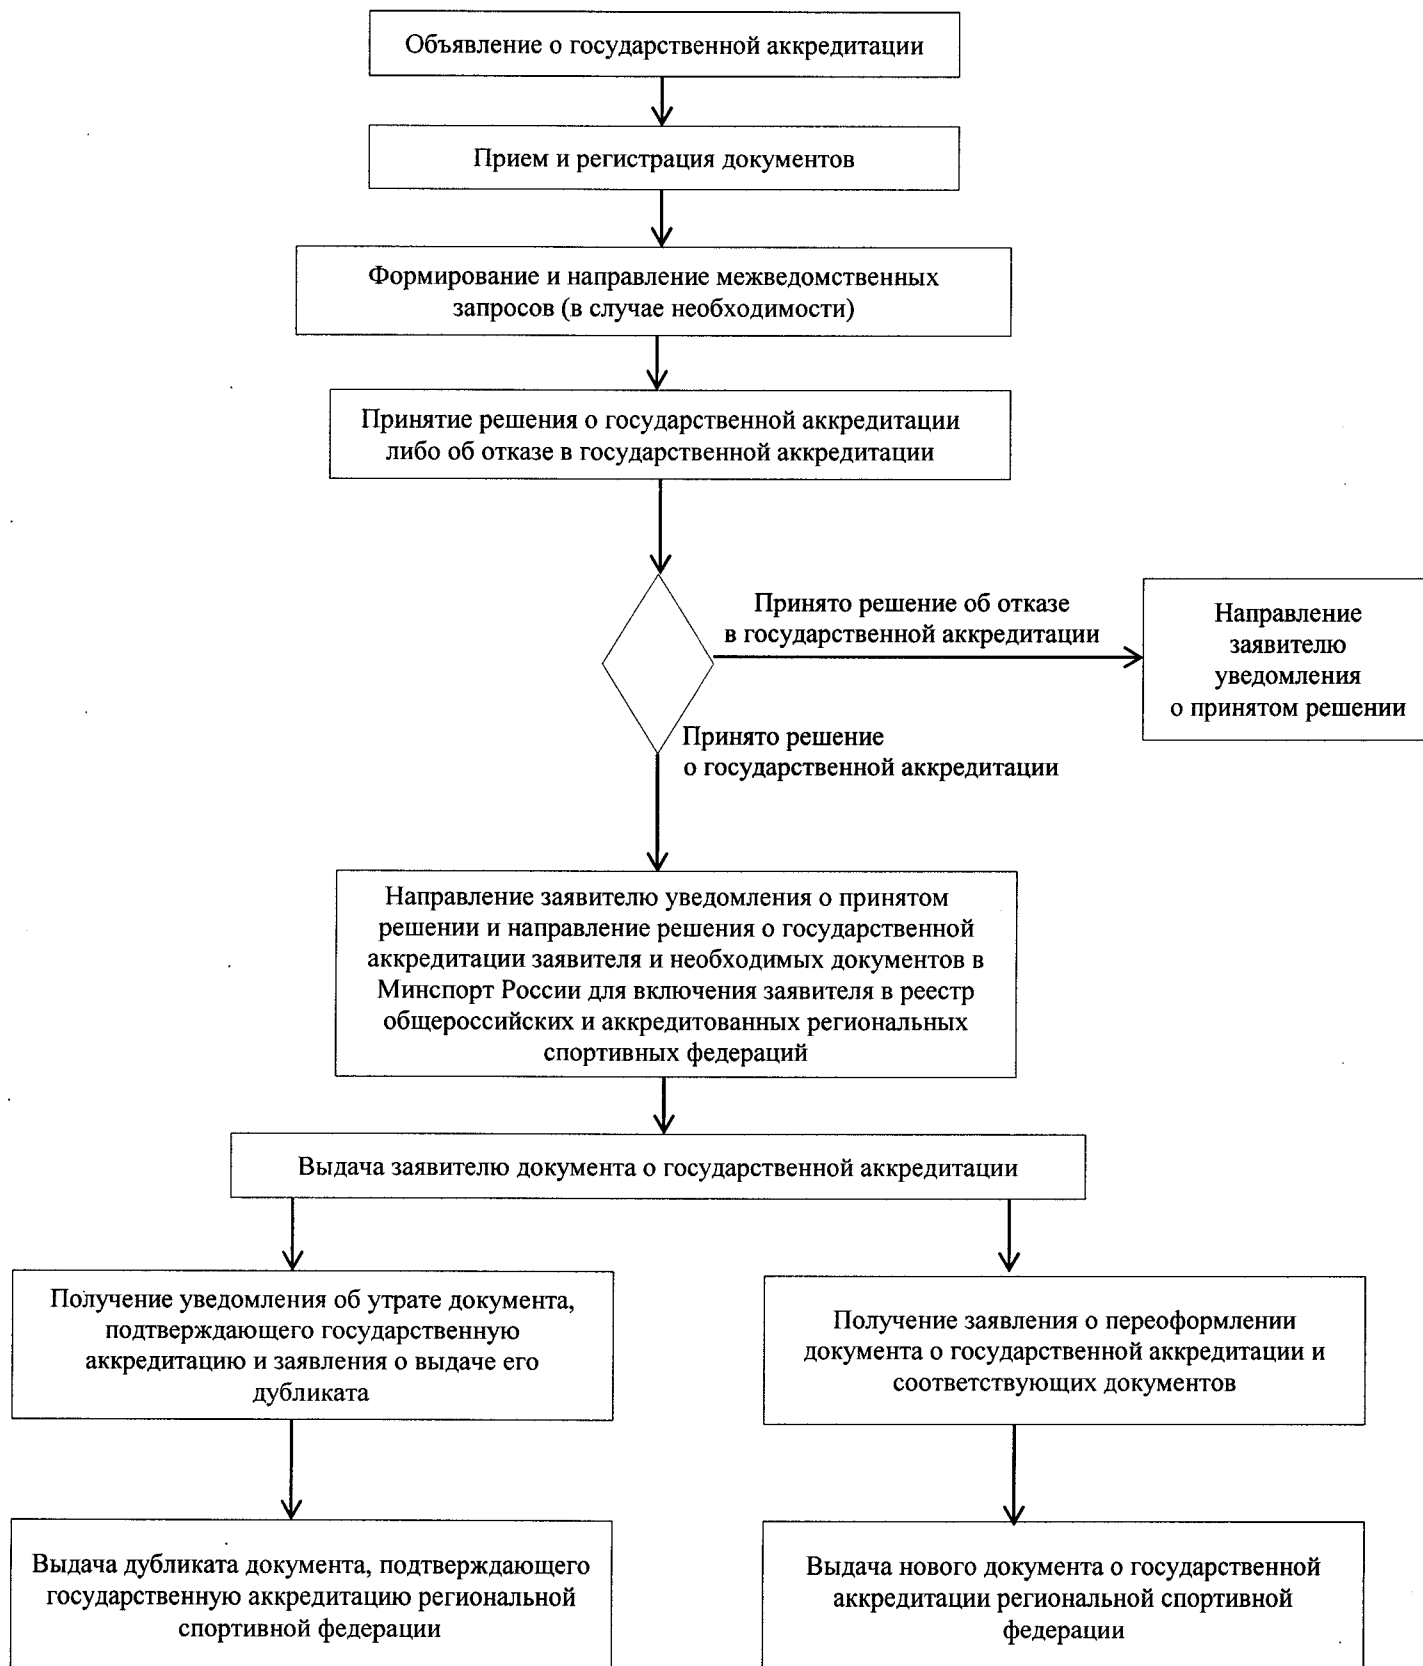 Объявление о государственной аккредитации
Прием и регистрация документов
Формирование и направление межведомственных
запросов (в случае необходимости)
Принятие решения о государственной аккредитации
либо об отказе в государственной аккредитации
Принято решение об отказе
в государственной аккредитации
Направление
заявителю
уведомления
о принятом решении
Принято решение
о государственной аккредитации
Направление заявителю уведомления о принятом
решении и направление решения о государственной
аккредитации заявителя и необходимых документов в
Минспорт России для включения заявителя в реестр
общероссийских и аккредитованных региональных
спортивных федераций
Выдача заявителю документа о государственной аккредитации
Получение уведомления об утрате документа,
подтверждающего государственную
аккредитацию и заявления о выдаче его
дубликата
Получение заявления о переоформлении
документа о государственной аккредитации и
соответствующих документов
Выдача дубликата документа, подтверждающего
государственную аккредитацию региональной
спортивной федерации
Выдача нового документа о государственной
аккредитации региональной спортивной
федерации